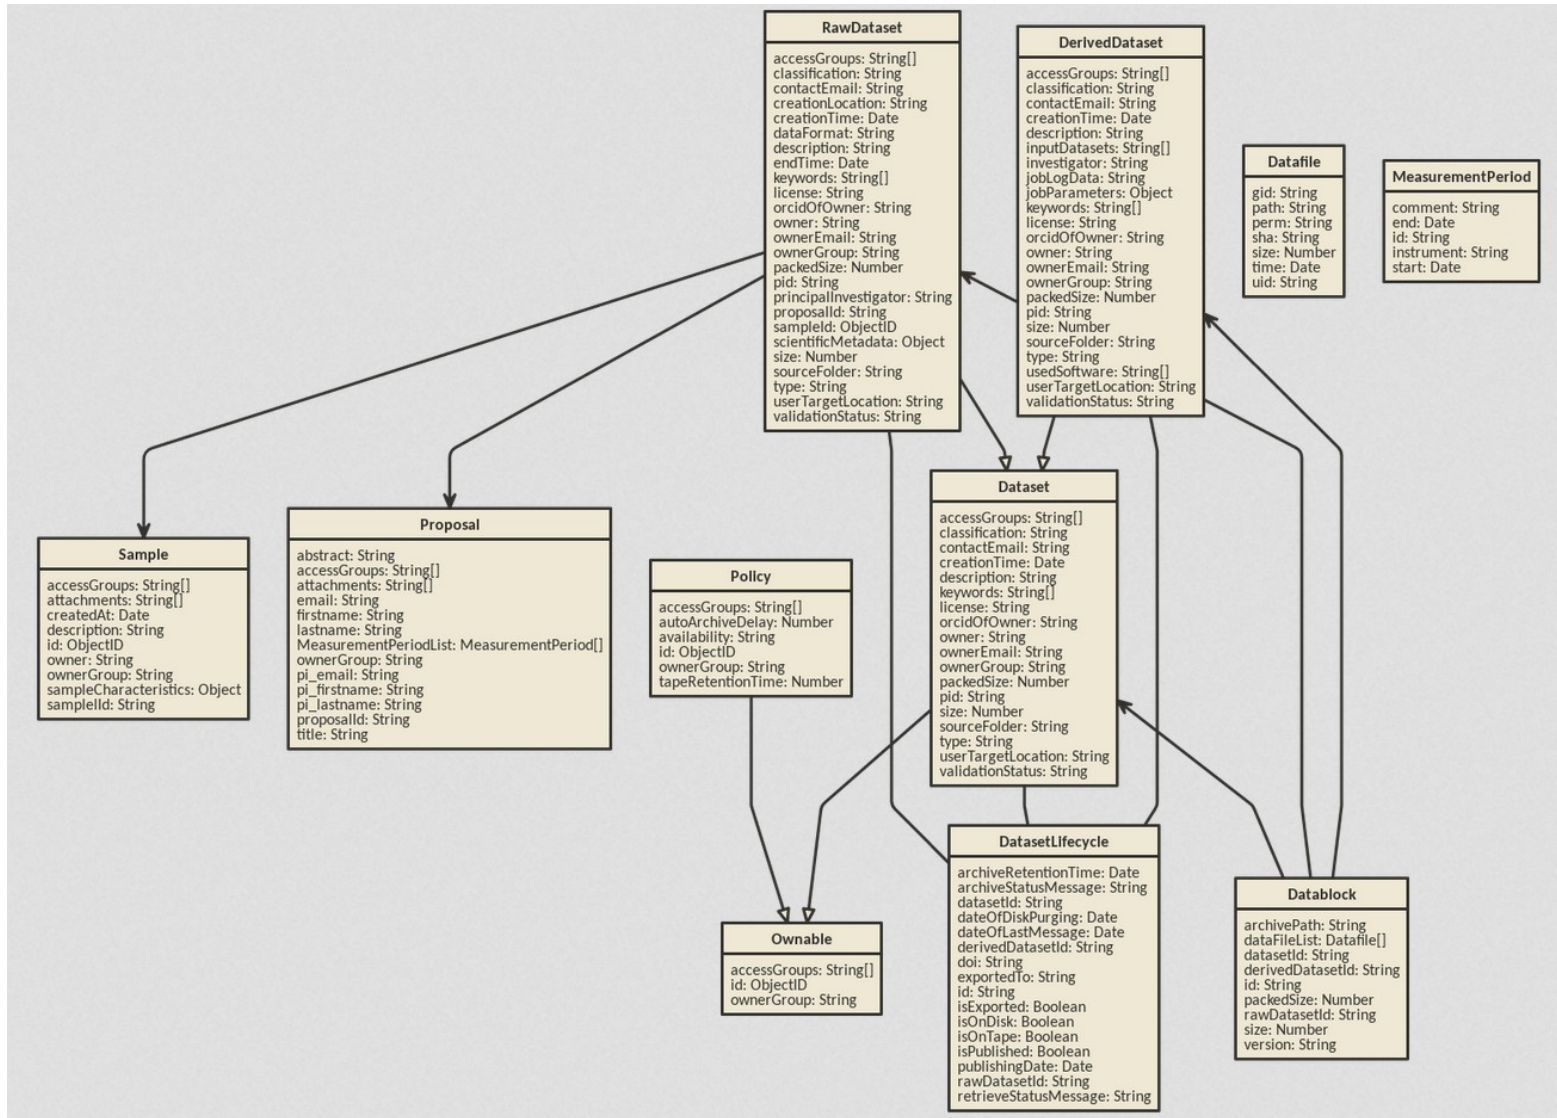 RawDataset
accessGroups: String[]
classification: String
contactEmail: String
creationLocation: String
creationTime: Date
dataFormat: String
description: String
endTime: Date
keywords: String[]
license: String
orcidOfOwner: String
owner: String
ownerEmail: String
ownerGroup: String
packedSize: Number
pid: String
principalInvestigator: String
proposalId: String
sampleId: ObjectID
scientificMetadata: Object
size: Number
sourceFolder: String
type: String
userTargetLocation: String
validationStatus: String
DerivedDataset
accessGroups: String[]
classification: String
contactEmail: String
creationTime: Date
description: String
inputDatasets: String[]
investigator: String
jobLogData: String
jobParameters: Object
keywords: String[]
license: String
orcidOfOwner: String
owner: String
ownerEmail: String
ownerGroup: String
packedSize: Number
pid: String
size: Number
sourceFolder: String
type: String
usedSoftware: String[]
userTargetLocation: String
validationStatus: String
Datafile
gid: String
path: String
perm: String
sha: String
size: Number
time: Date
uid: String
MeasurementPeriod
comment: String
end: Date
id: String
instrument: String
start: Date
Sample
accessGroups: String[]
attachments: String[]
createdAt: Date
description: String
id: ObjectID
owner: String
ownerGroup: String
sampleCharacteristics: Object
samplelId: String
Proposal
abstract: String
accessGroups: String[]
attachments: String[]
email: String
firstname: String
lastname: String
MeasurementPeriodList: MeasurementPeriod[]
ownerGroup: String
pi_email: String
pi_firstname: String
pi_lastname: String
proposalId: String
title: String
Policy
accessGroups: String[]
autoArchiveDelay: Number
availability: String
id: ObjectID
ownerGroup: String
tapeRetentionTime: Number
Dataset
accessGroups: String[]
classification: String
contactEmail: String
creationTime: Date
description: String
keywords: String[]
license: String
orcidOfOwner: String
owner: String
ownerEmail: String
ownerGroup: String
packedSize: Number
pid: String
size: Number
sourceFolder: String
type: String
userTargetLocation: String
validationStatus: String
Ownable
accessGroups: String[]
id: ObjectID
ownerGroup: String
DatasetLifecycle
archiveRetentionTime: Date
archiveStatusMessage: String
datasetId: String
dateOfDiskPurging: Date
dateOfLastMessage: Date
derivedDatasetId: String
doi: String
exportedTo: String
id: String
isExported: Boolean
isOnDisk: Boolean
isOnTape: Boolean
isPublished: Boolean
publishingDate: Date
rawDatasetId: String
retrieveStatusMessage: String
Datablock
archivePath: String
dataFileList: Datafile[]
datasetId: String
derivedDatasetId: String
id: String
packedSize: Number
rawDatasetId: String
size: Number
version: String